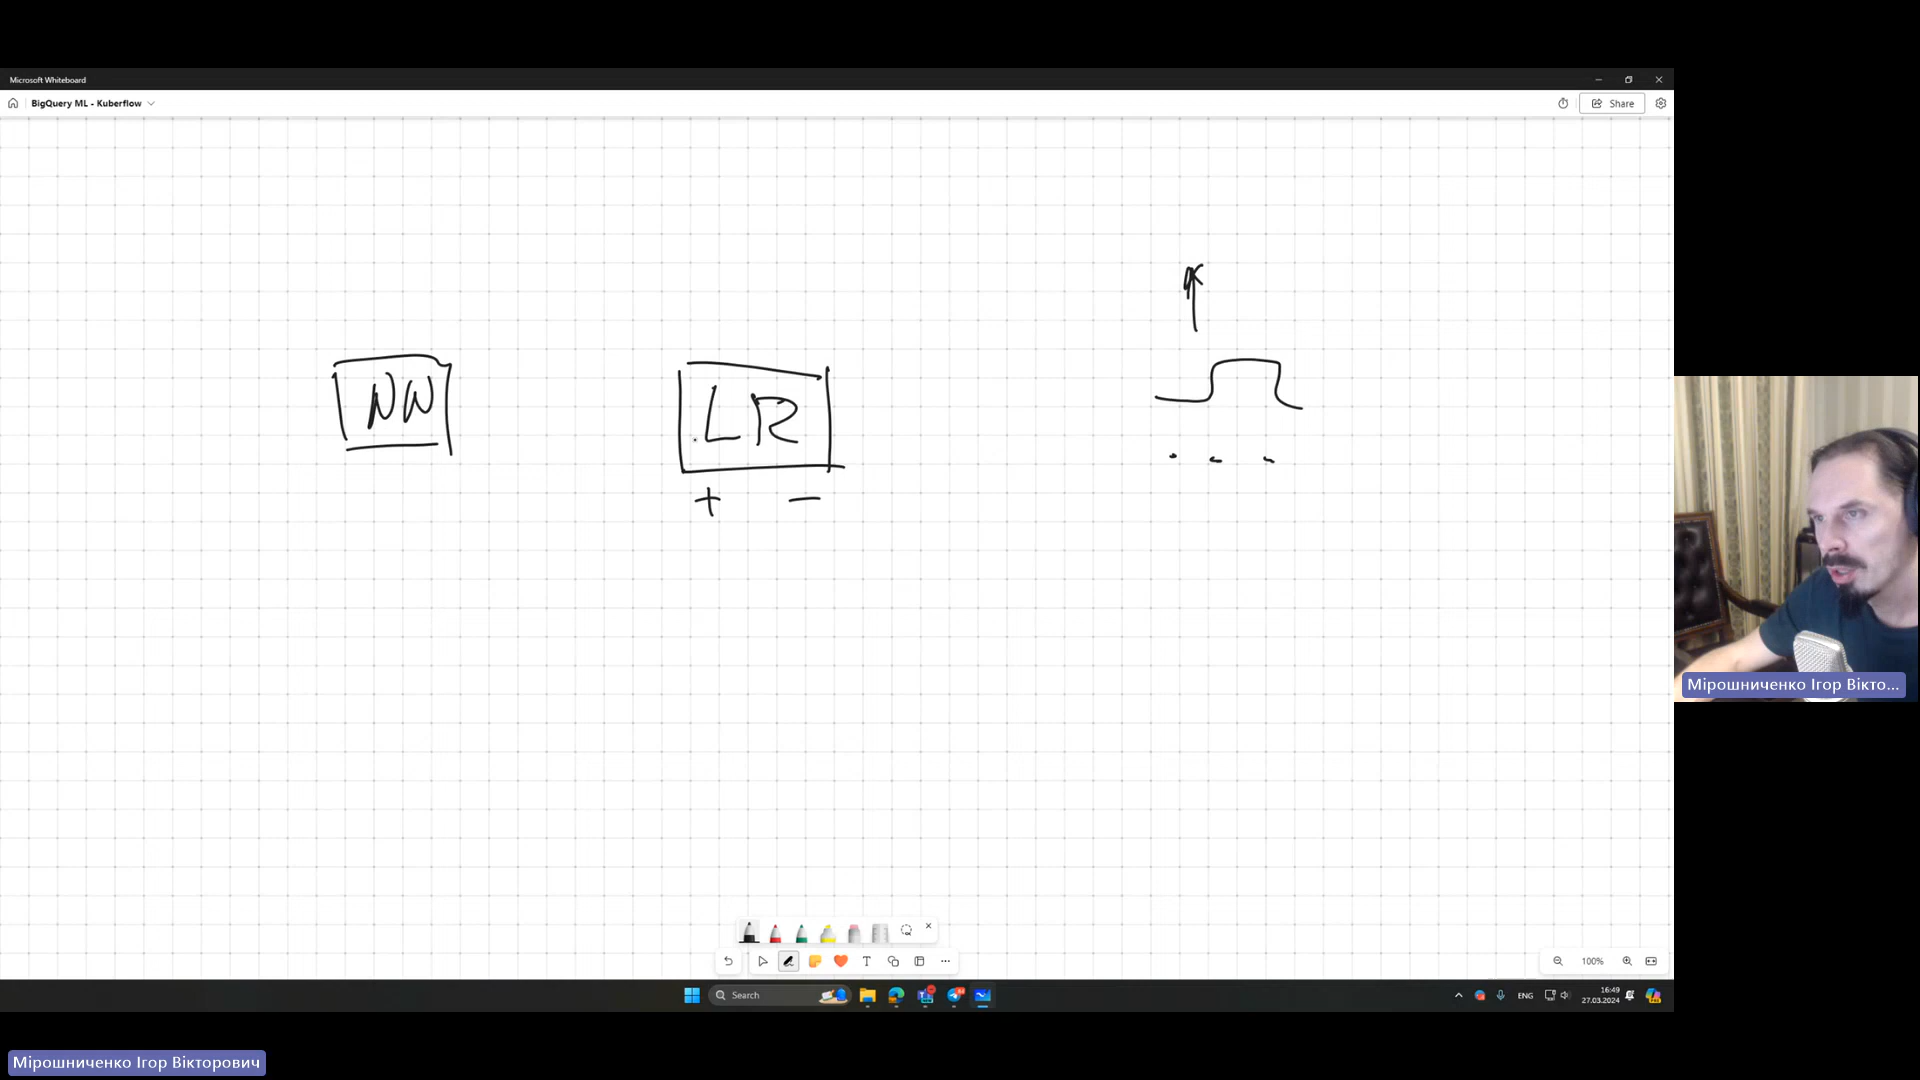 Microsoft Whiteboard
BigQuery ML - Kuberflow
Share
NN
LR
+ −
Мірошниченко Ігор Вікто...
T
100%
Search
ENG
16:49
27.03.2024
Мірошниченко Ігор Вікторович